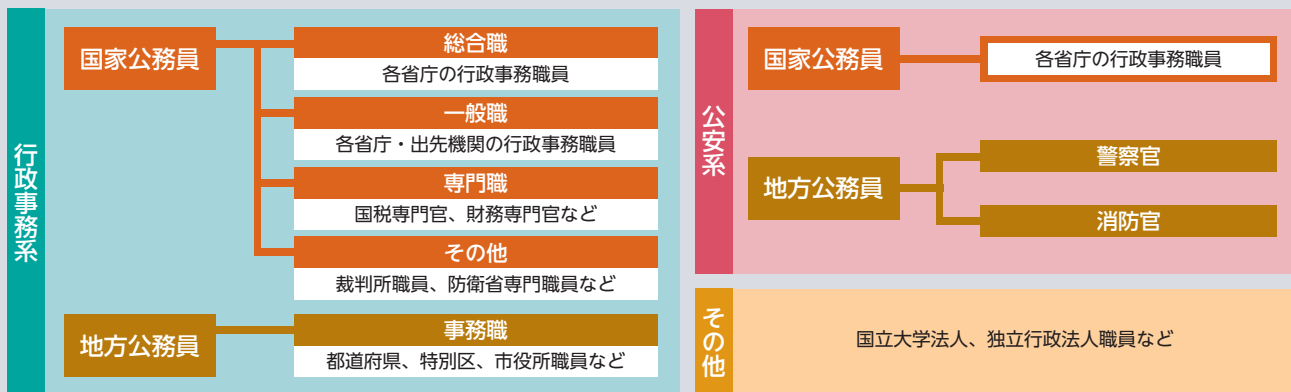 行政事務系
国家公務員
総合職
各省庁の行政事務職員
一般職
各省庁・出先機関の行政事務職員
専門職
国税専門官、財務専門官など
その他
裁判所職員、防衛省専門職員など
地方公務員
事務職
都道府県、特別区、市役所職員など
公安系
国家公務員
各省庁の行政事務職員
地方公務員
警察官
消防官
その他
国立大学法人、独立行政法人職員など